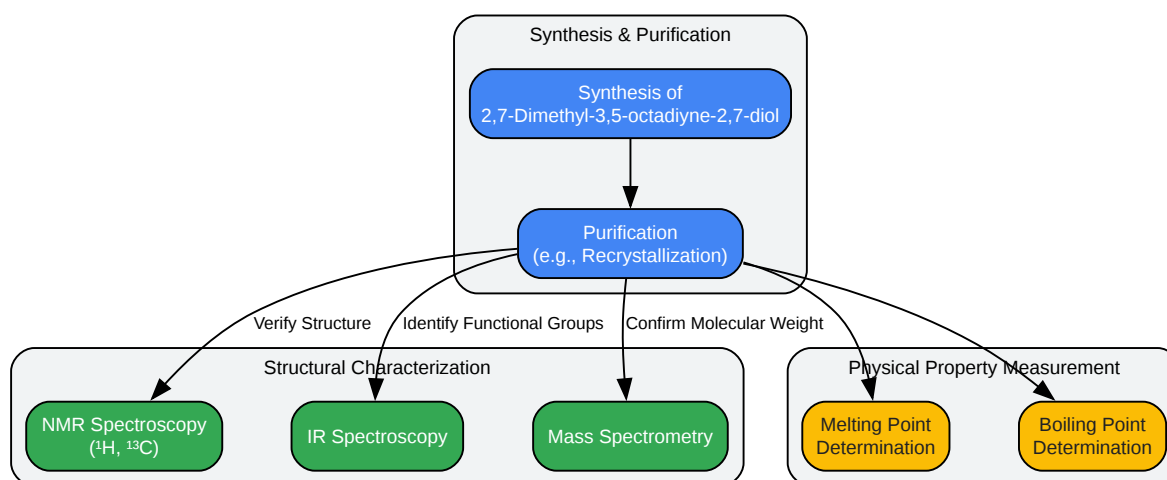 Synthesis & Purification
Synthesis of
2,7-Dimethyl-3,5-octadiyne-2,7-diol
Purification
(e.g., Recrystallization)
Verify Structure
Identify Functional Groups
Confirm Molecular Weight
Structural Characterization
Physical Property Measurement
NMR Spectroscopy
(¹H, ¹³C)
IR Spectroscopy
Mass Spectrometry
Melting Point
Determination
Boiling Point
Determination